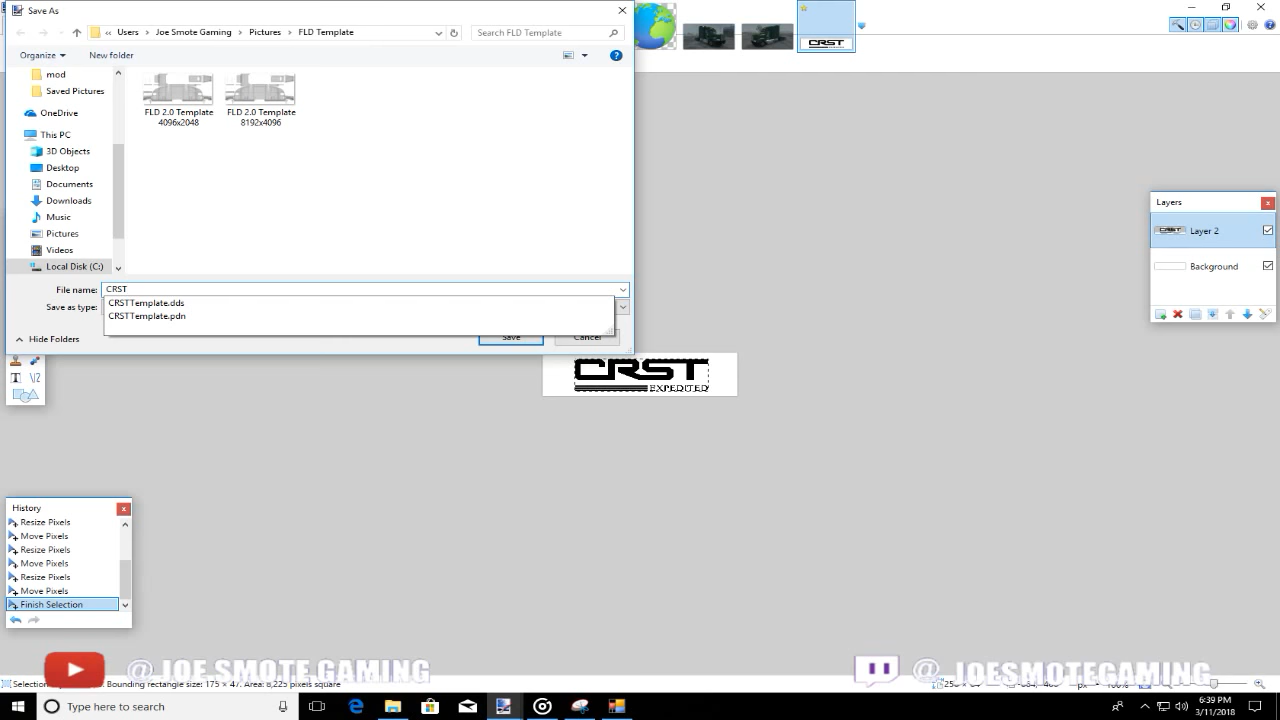 Save As
Users > Joe Smote Gaming > Pictures > FLD Template
Search FLD Template
Organize
New folder
mod
Saved Pictures
OneDrive
This PC
3D Objects
Desktop
Documents
Downloads
Music
Pictures
Videos
Local Disk (C:)
FLD 2.0 Template 4096x2048
FLD 2.0 Template 8192x4096
File name:
CRST
Save as type:
CRSTTemplate.dds
CRSTTemplate.pdn
Hide Folders
Save
Cancel
CRST
Layers
Layer 2
Background
CRST
EXPEDITED
History
Resize Pixels
Move Pixels
Resize Pixels
Move Pixels
Resize Pixels
Move Pixels
Finish Selection
@ JOE SMOTE GAMING
@ JOESMOTEGAMING
Bounding rectangle size: 175 × 47. Area: 8,225 pixels square
Type here to search
6:39 PM
3/11/2018